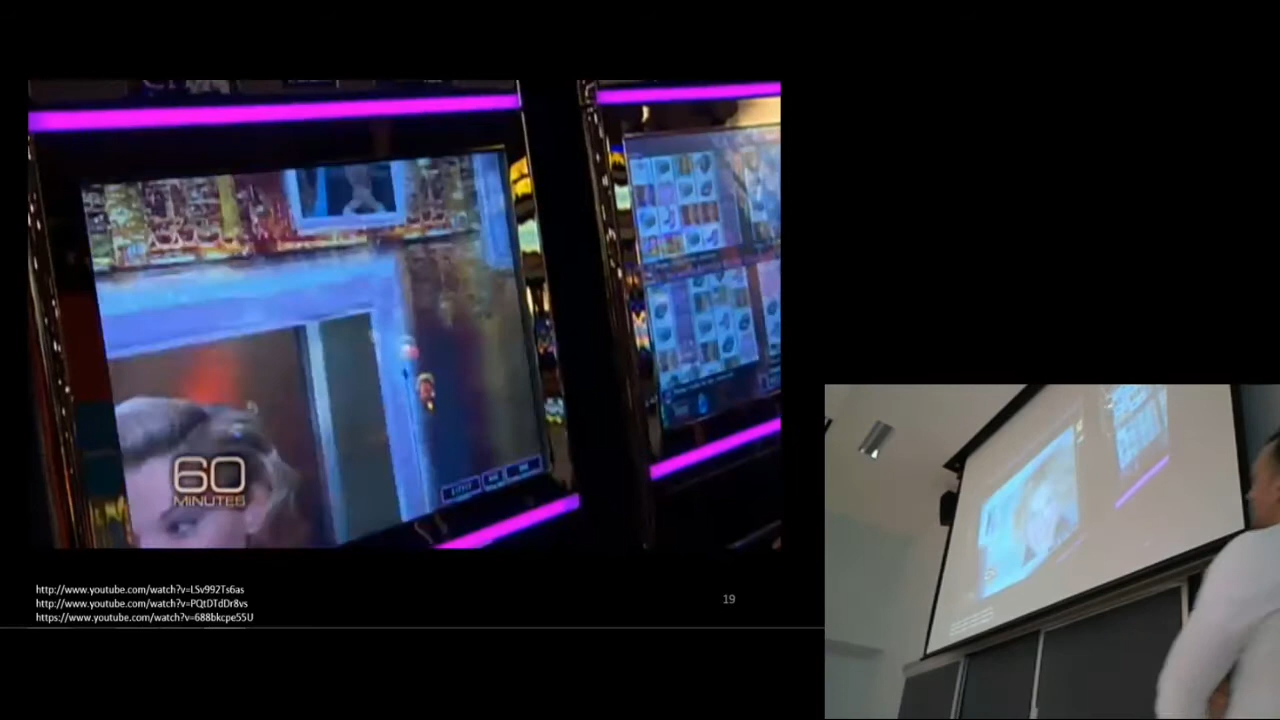 60
MINUTES
http://www.youtube.com/watch?v=LSv992Ts6as
http://www.youtube.com/watch?v=PQtDTdDr8vs
https://www.youtube.com/watch?v=688bkcpe55U
19